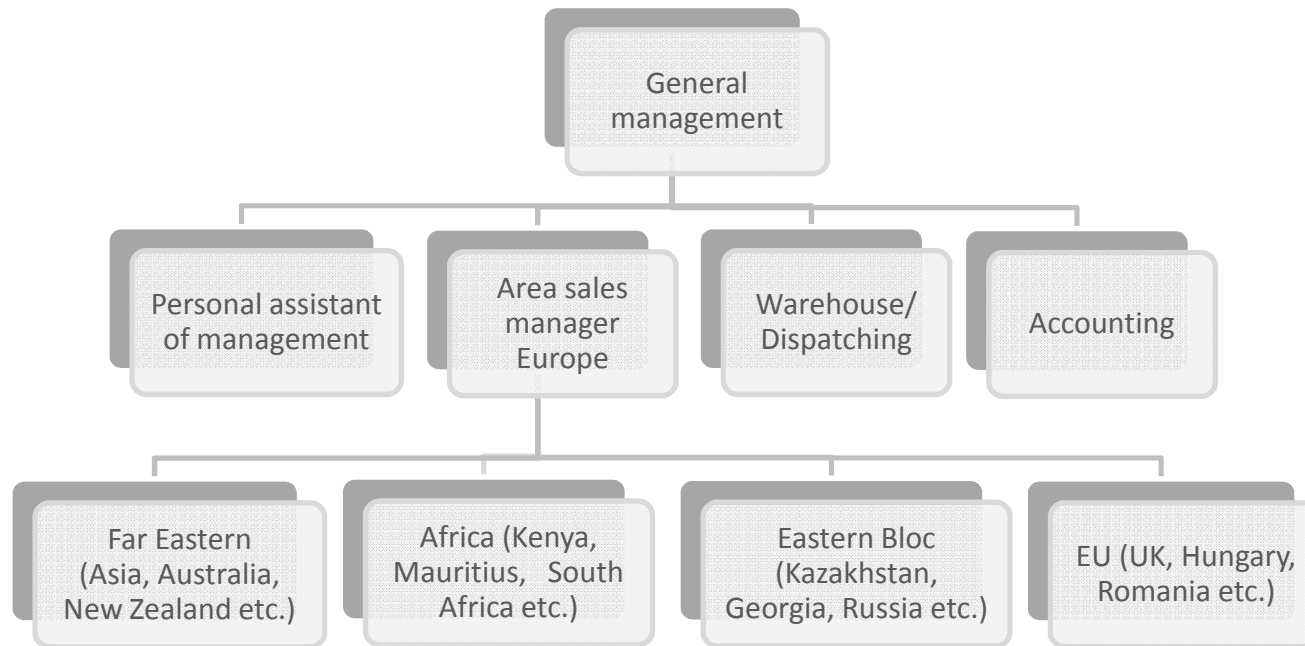 General
management
Personal assistant
of management
Area sales
manager
Europe
Warehouse/
Dispatching
Accounting
Far Eastern
(Asia, Australia,
New Zealand etc.)
Africa (Kenya,
Mauritius, South
Africa etc.)
Eastern Bloc
(Kazakhstan,
Georgia, Russia etc.)
EU (UK, Hungary,
Romania etc.)